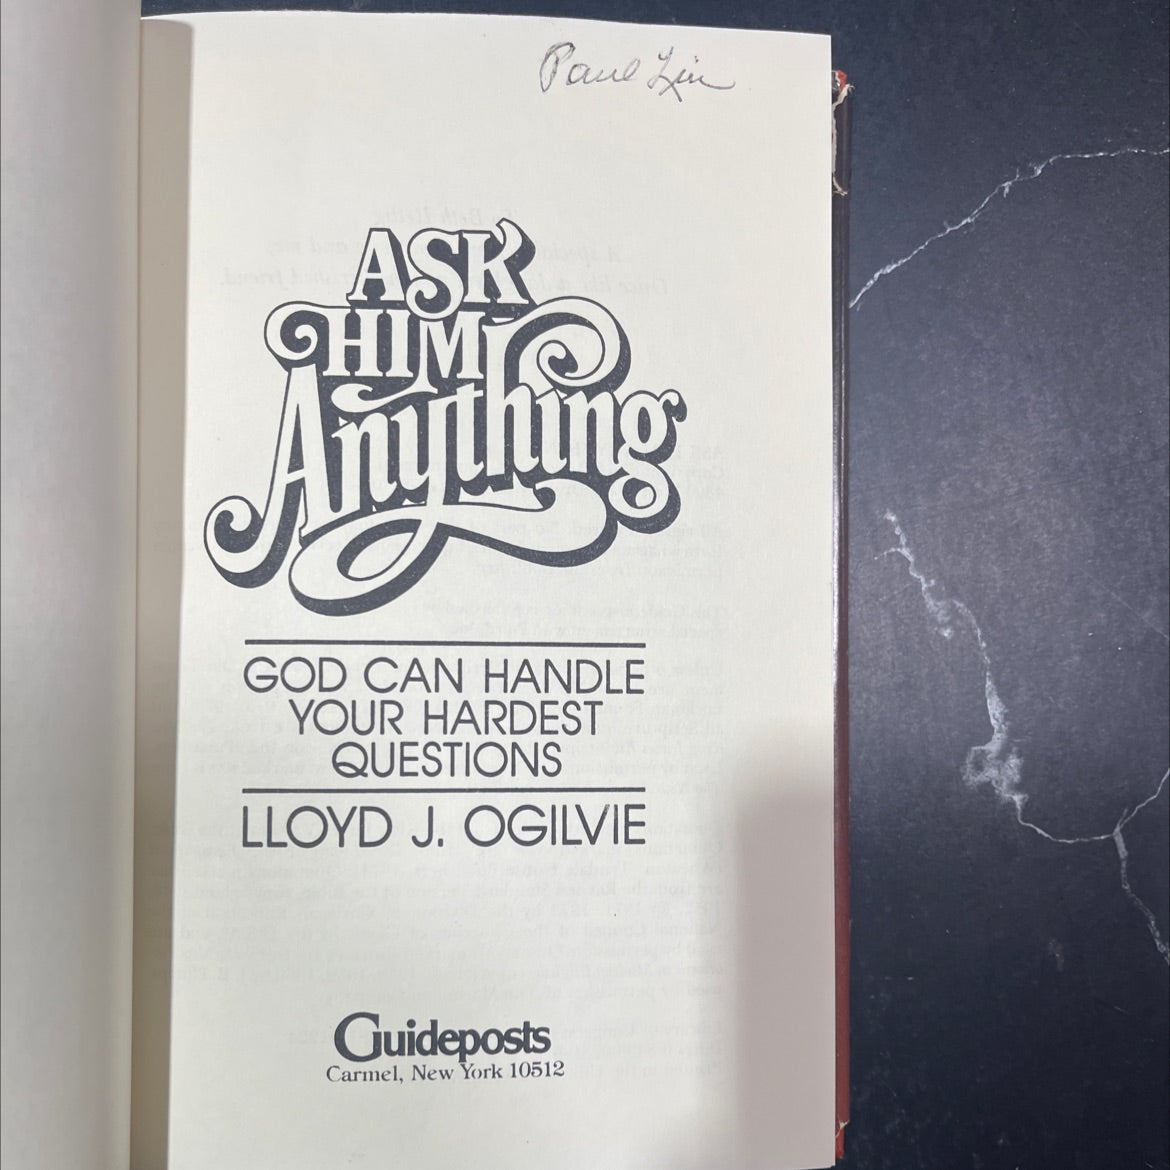 Paul Lin
ASK
HIM
Anything
GOD CAN HANDLE
YOUR HARDEST
QUESTIONS
LLOYD J. OGILVIE
Guideposts
Carmel, New York 10512